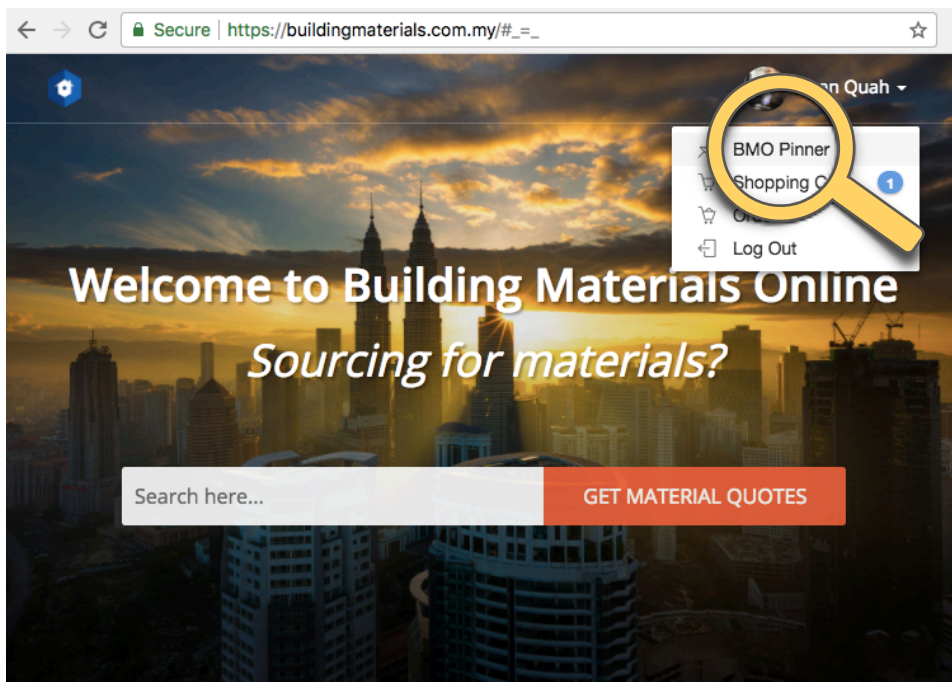 Secure https://buildingmaterials.com.my/#_=_
Quah
BMO Pinner
Shopping
1
Log Out
Welcome to Building Materials Online
Sourcing for materials?
Search here...
GET MATERIAL QUOTES